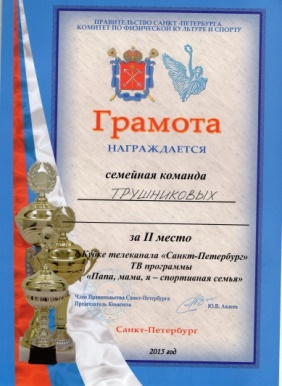 ПРАВИТЕЛЬСТВО САНКТ-ПЕТЕРБУРГА
КОМИТЕТ ПО ФИЗИЧЕСКОЙ КУЛЬТУРЕ И СПОРТУ
Грамота
НАГРАЖДАЕТСЯ
семейная команда
ТРУШНИКОВЫХ
за II место
в Кубке телеканала «Санкт-Петербург»
ТВ программы
«Папа, мама, я – спортивная семья»
Член Правительства Санкт-Петербурга
Председатель Комитета Ю.В. Авдеев
Санкт-Петербург
2015 год